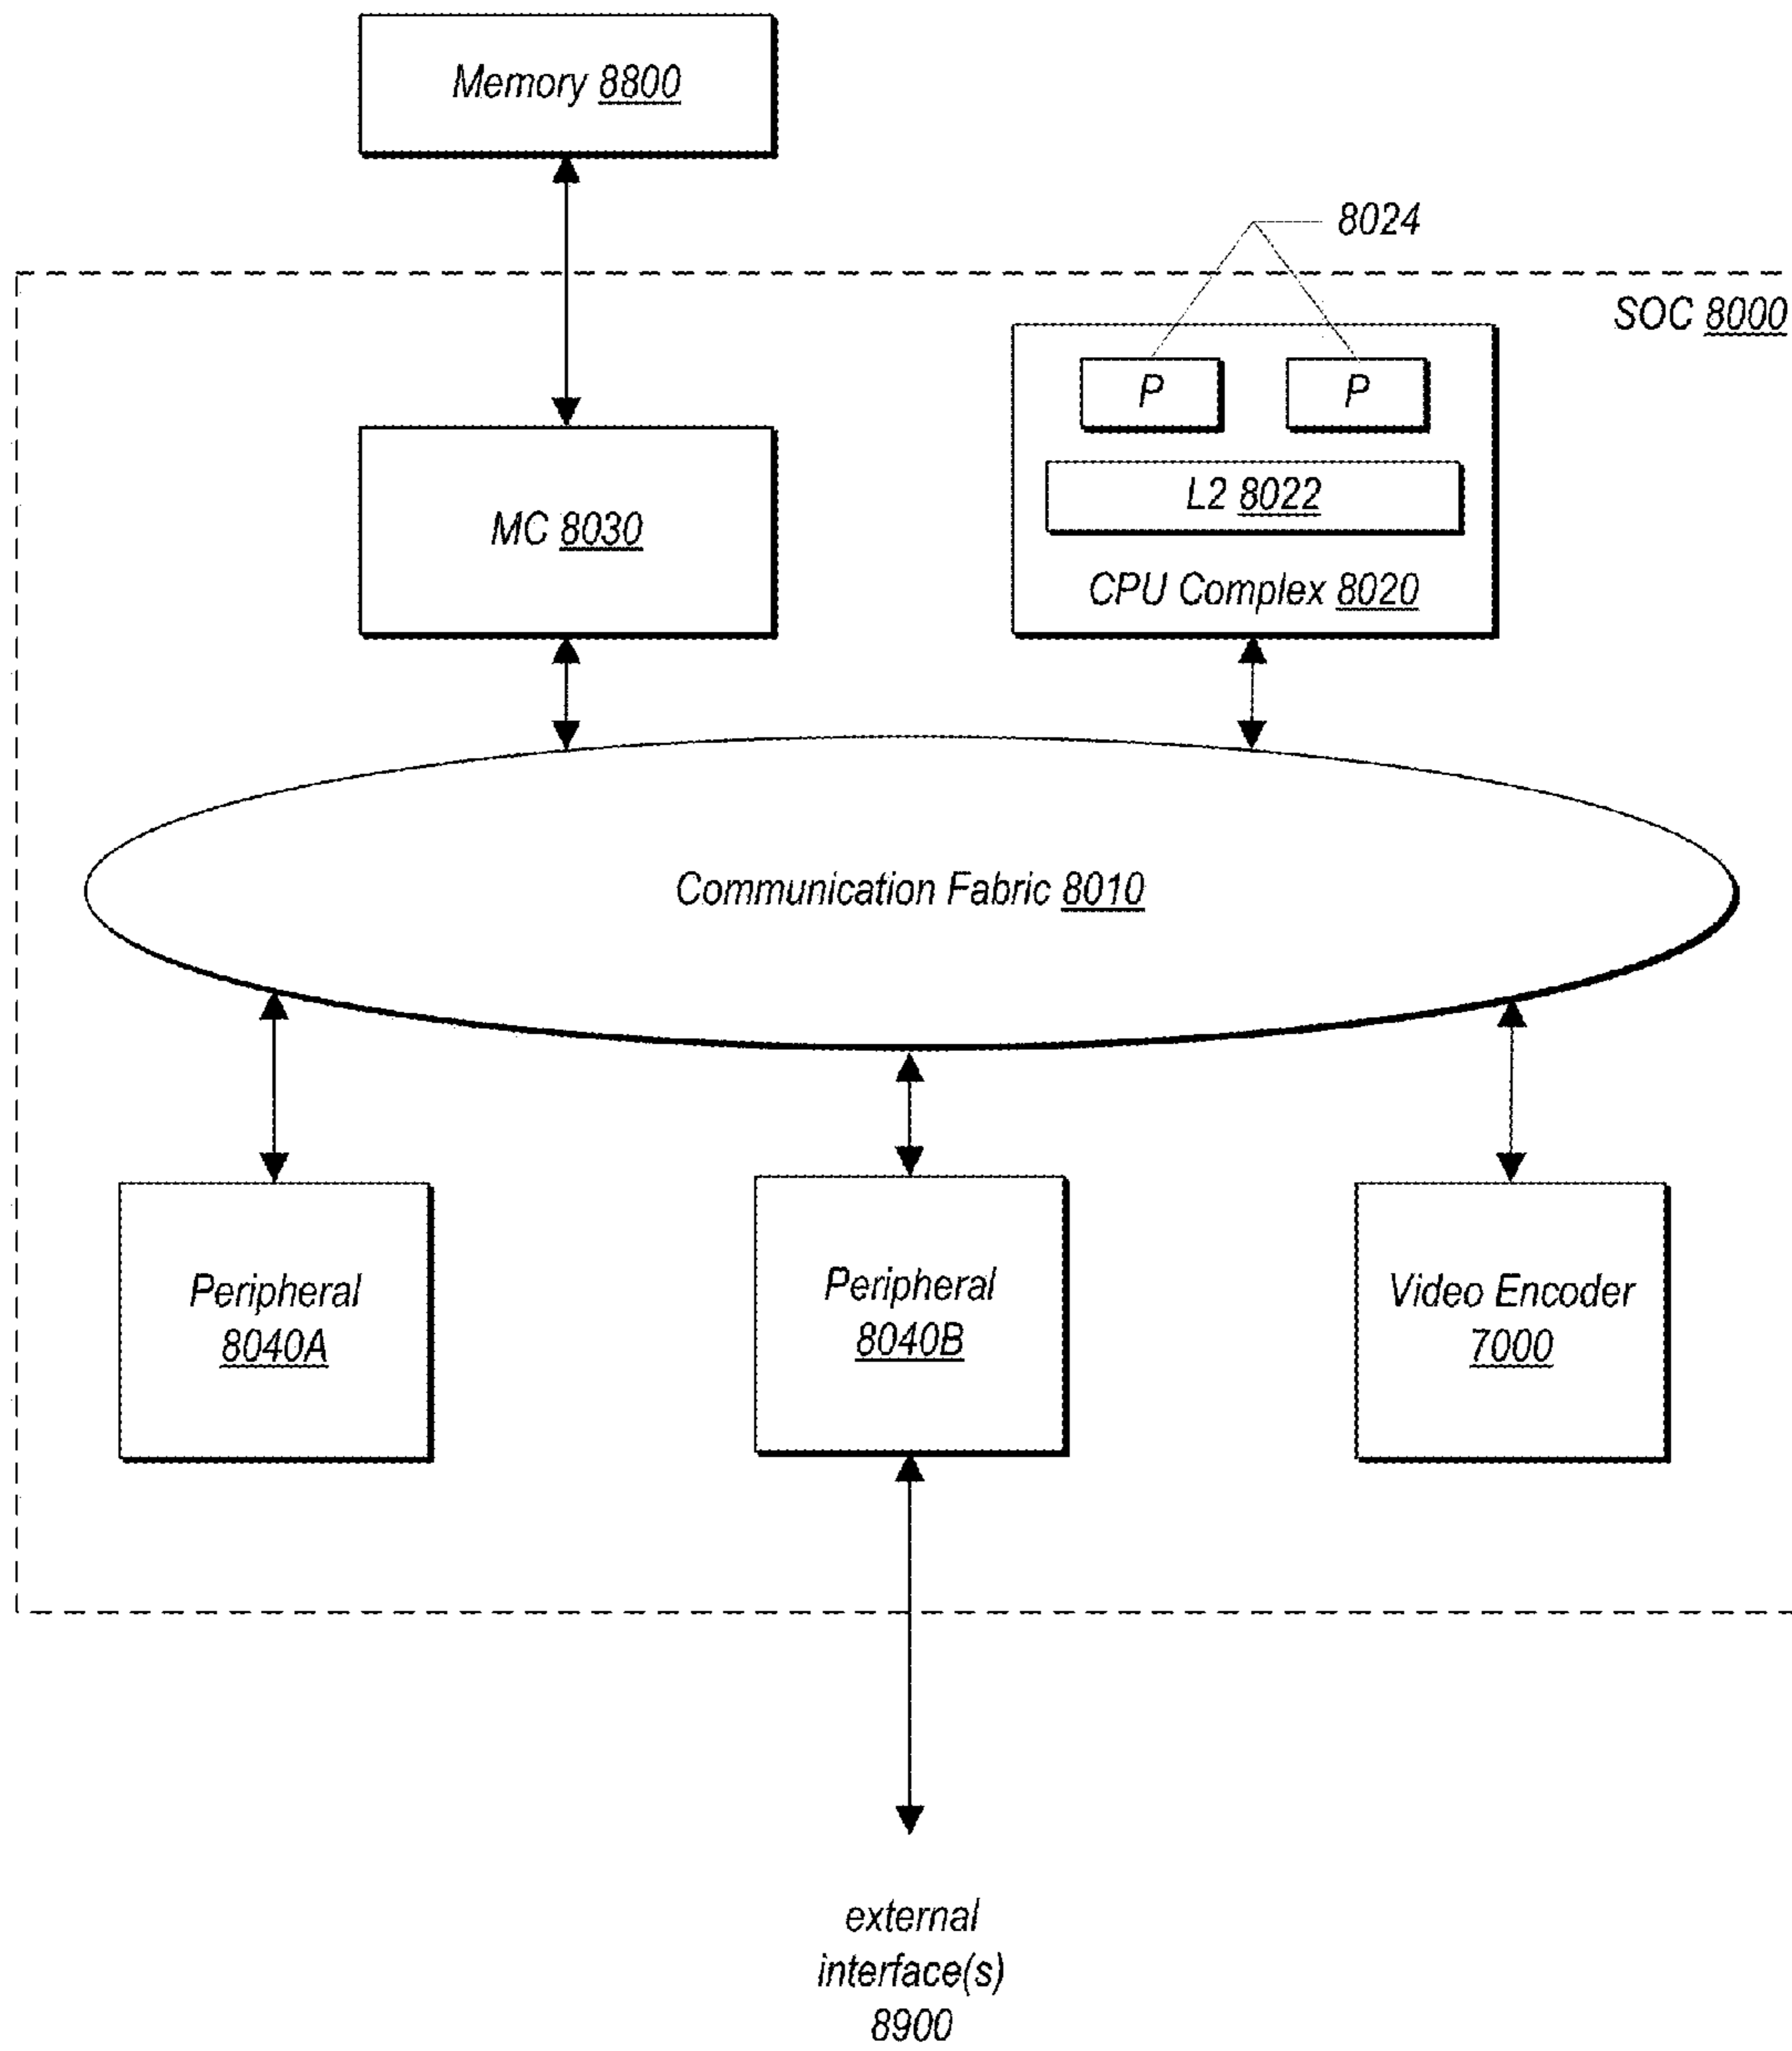 Memory 8800
8024
SOC 8000
P
P
L2 8022
MC 8030
CPU Complex 8020
Communication Fabric 8010
Peripheral
8040A
Peripheral
8040B
Video Encoder
7000
external
interface(s)
8900